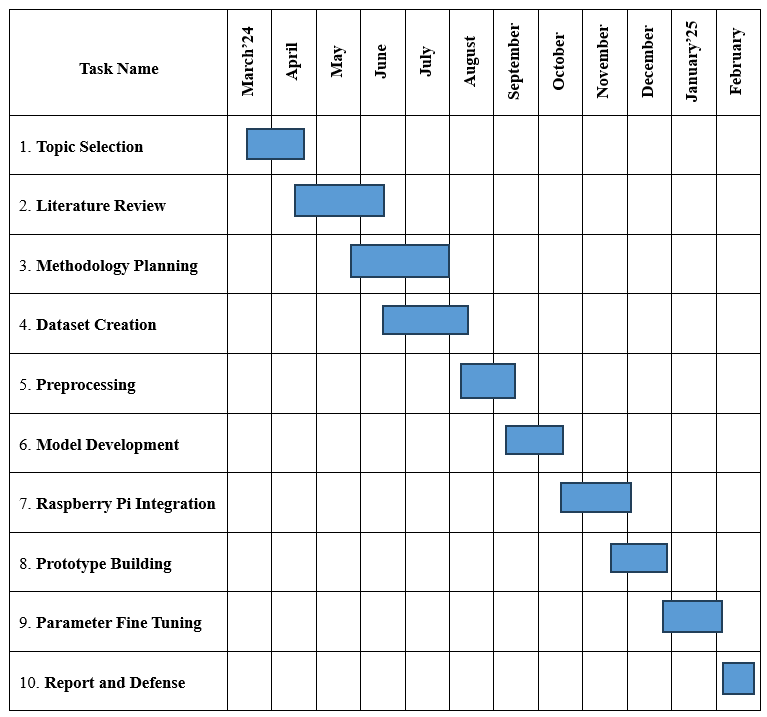 Task Name
March’24
April
May
June
July
August
September
October
November
December
January’25
February
1. Topic Selection
2. Literature Review
3. Methodology Planning
4. Dataset Creation
5. Preprocessing
6. Model Development
7. Raspberry Pi Integration
8. Prototype Building
9. Parameter Fine Tuning
10. Report and Defense